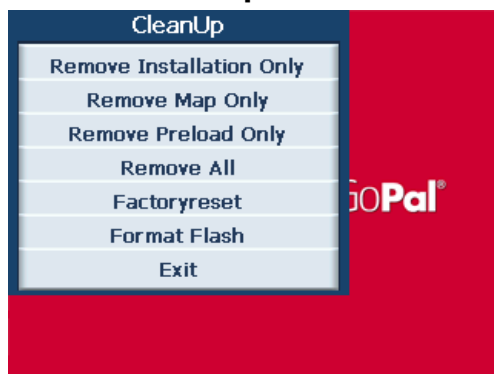 CleanUp
Remove Installation Only
Remove Map Only
Remove Preload Only
Remove All
Factoryreset
GoPal®
Format Flash
Exit